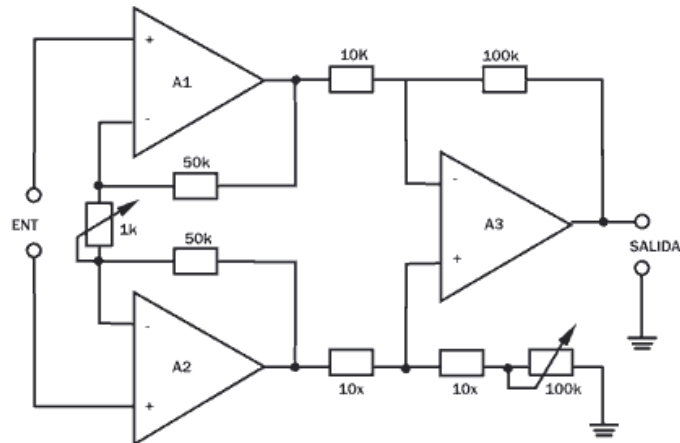 +
A1
-
10K
100k
50k
ENT
1k
50k
-
A3
+
SALIDA
-
A2
+
10x
10x
100k